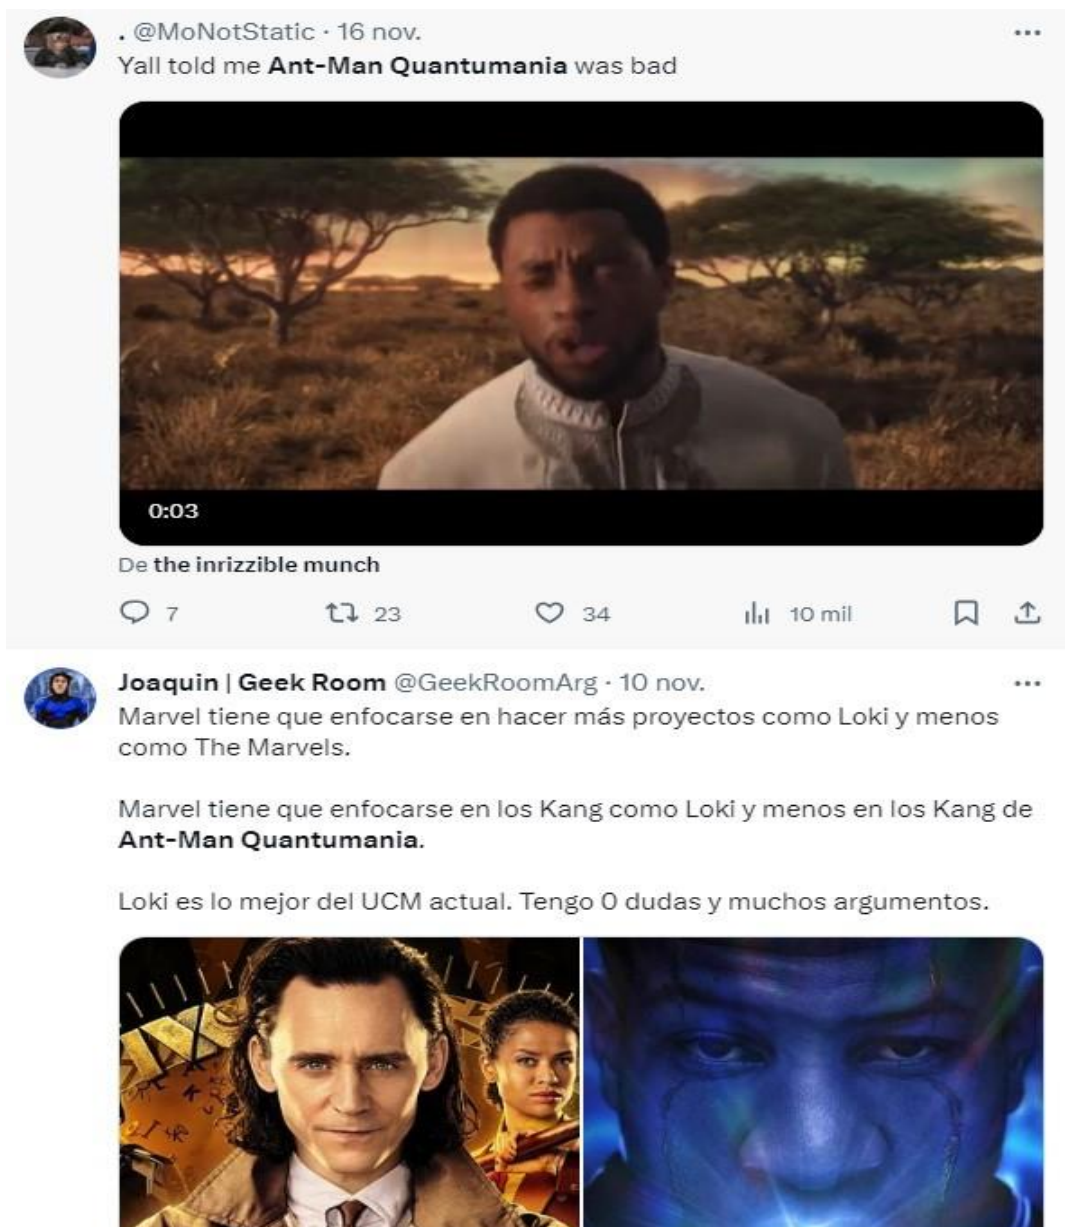 . @MoNotStatic · 16 nov.
Yall told me Ant-Man Quantumania was bad
0:03
De the inrizzible munch
7 23 34 10 mil
Joaquin | Geek Room @GeekRoomArg · 10 nov.
Marvel tiene que enfocarse en hacer más proyectos como Loki y menos
como The Marvels.
Marvel tiene que enfocarse en los Kang como Loki y menos en los Kang de
Ant-Man Quantumania.
Loki es lo mejor del UCM actual. Tengo 0 dudas y muchos argumentos.